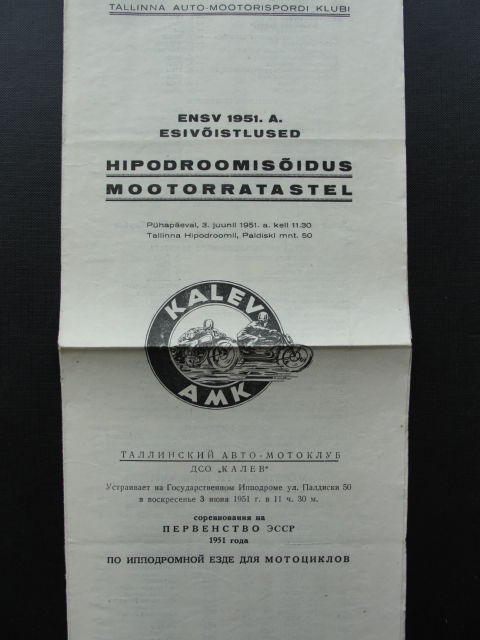 TALLINNA AUTO-MOOTORISPORDI KLUBI
ENSV 1951. A.
ESIVÕISTLUSED
HIPODROOMISÕIDUS
MOOTORRATASTEL
Pühapäeval, 3. juunil 1951. a. kell 11.30
Tallinna Hipodroomil, Paldiski mnt. 50
KALEV
AMK
ТАЛЛИНСКИЙ АВТО-МОТОКЛУБ
ДСО „КАЛЕВ"
Устраивает на Государственном Ипподроме ул. Палдиски 50
в воскресенье 3 июня 1951 г. в 11 ч. 30 м.
соревнования на
ПЕРВЕНСТВО ЭССР
1951 года
ПО ИППОДРОМНОЙ ЕЗДЕ ДЛЯ МОТОЦИКЛОВ